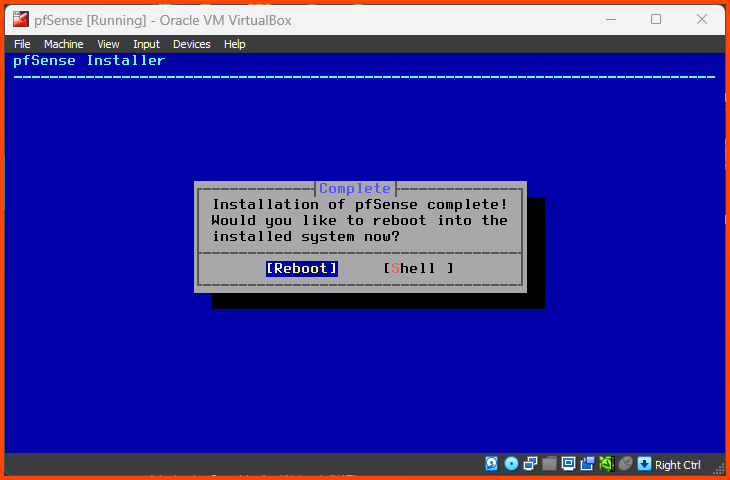 pfSense [Running] - Oracle VM VirtualBox
File Machine View Input Devices Help
pfSense Installer
Complete
Installation of pfSense complete!
Would you like to reboot into the
installed system now?
[Reboot] [Shell ]
Right Ctrl